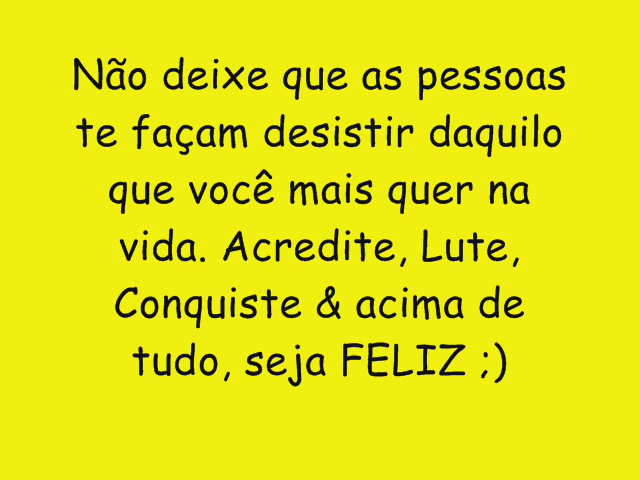 Não deixe que as pessoas
te façam desistir daquilo
que você mais quer na
vida. Acredite, Lute,
Conquiste & acima de
tudo, seja FELIZ ;)